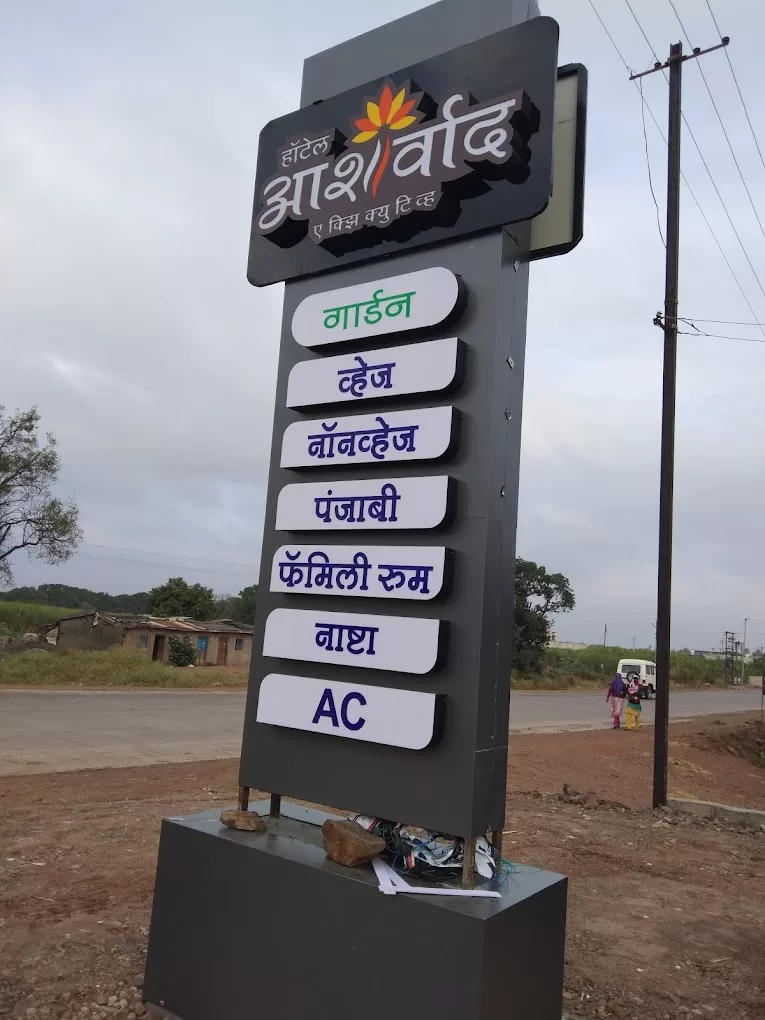 हॉटेल
आशीर्वाद
ए क्झि क्यु टि व्ह
गार्डन
व्हेज
नॉनव्हेज
पंजाबी
फॅमिली रुम
नाष्टा
AC